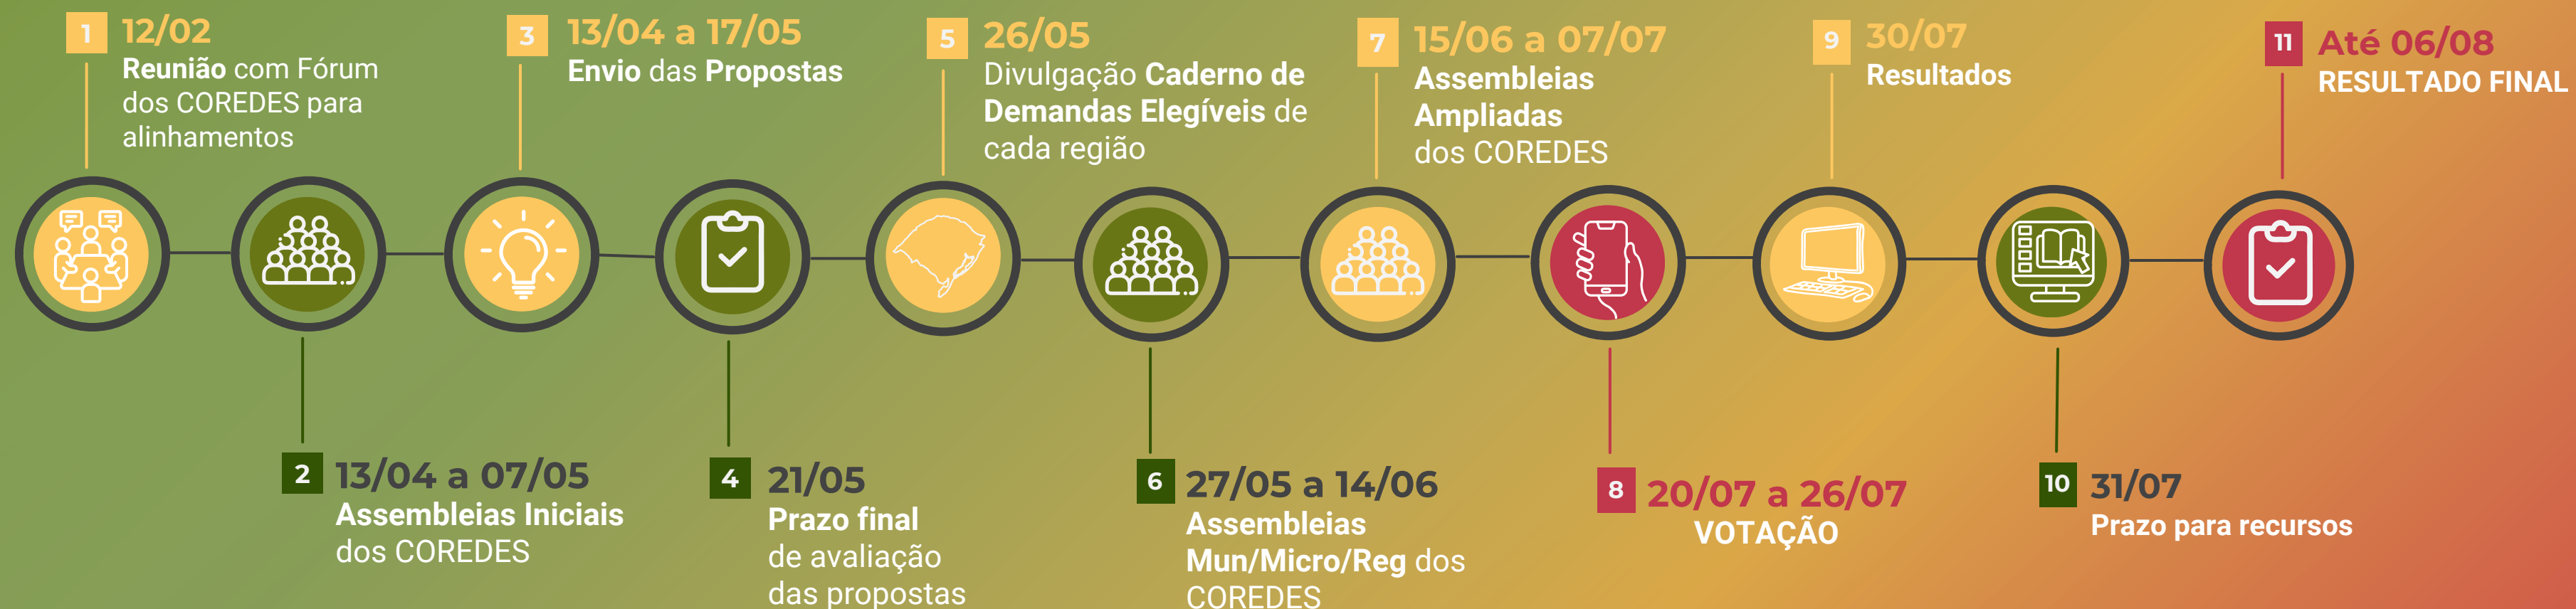 1
12/02
Reunião com Fórum
dos COREDES para
alinhamentos
2
13/04 a 07/05
Assembleias Iniciais
dos COREDES
3
13/04 a 17/05
Envio das Propostas
4
21/05
Prazo final
de avaliação
das propostas
5
26/05
Divulgação Caderno de
Demandas Elegíveis de
cada região
6
27/05 a 14/06
Assembleias
Mun/Micro/Reg dos
COREDES
7
15/06 a 07/07
Assembleias
Ampliadas
dos COREDES
8
20/07 a 26/07
VOTAÇÃO
9
30/07
Resultados
10
31/07
Prazo para recursos
11
Até 06/08
RESULTADO FINAL